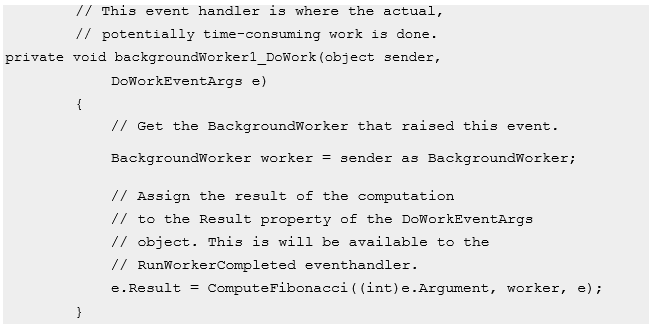 // This event handler is where the actual,
// potentially time-consuming work is done.
private void backgroundWorker1_DoWork(object sender,
DoWorkEventArgs e)
{
// Get the BackgroundWorker that raised this event.
BackgroundWorker worker = sender as BackgroundWorker;
// Assign the result of the computation
// to the Result property of the DoWorkEventArgs
// object. This is will be available to the
// RunWorkerCompleted eventhandler.
e.Result = ComputeFibonacci((int)e.Argument, worker, e);
}